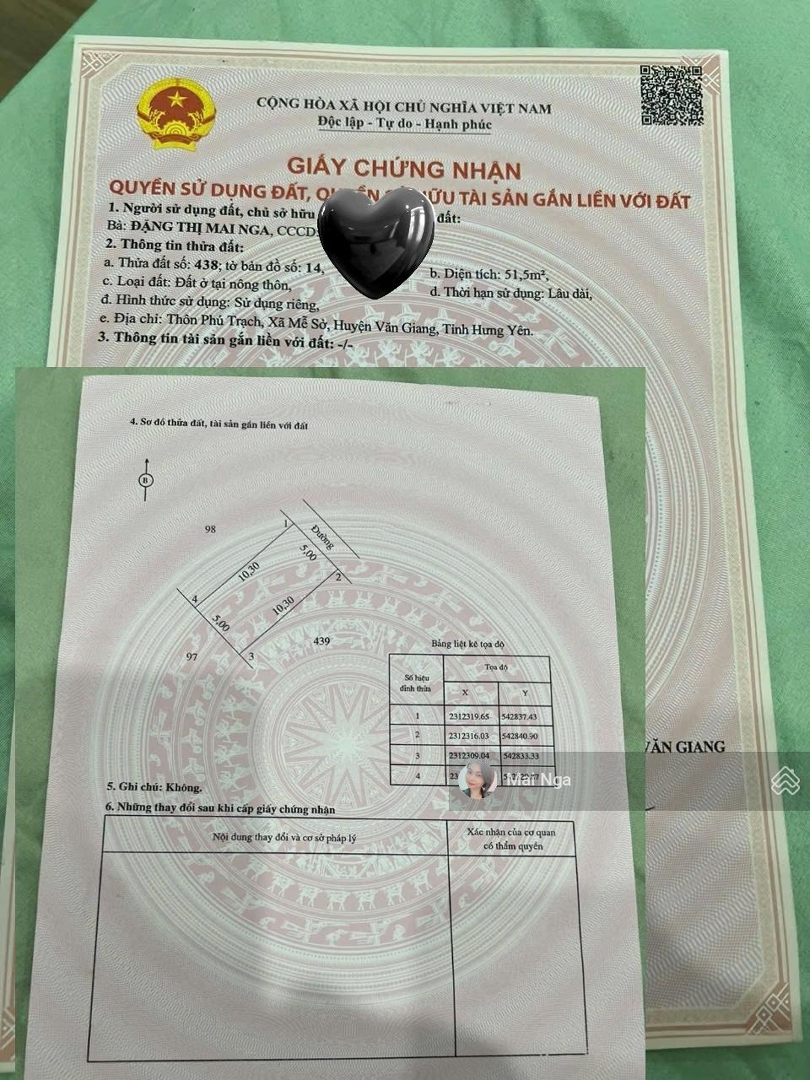 CỘNG HÒA XÃ HỘI CHỦ NGHĨA VIỆT NAM
Độc lập - Tự do - Hạnh phúc
GIẤY CHỨNG NHẬN
QUYỀN SỬ DỤNG ĐẤT, HỮU TÀI SẢN GẮN LIỀN VỚI ĐẤT
1. Người sử dụng đất, chủ sở hữu đất:
Bà: ĐẶNG THỊ MAI NGA, CCCD
2. Thông tin thửa đất:
a. Thửa đất số: 438; tờ bản đồ số: 14, b. Diện tích: 51,5m²,
c. Loại đất: Đất ở tại nông thôn, d. Thời hạn sử dụng: Lâu dài,
đ. Hình thức sử dụng: Sử dụng riêng,
e. Địa chỉ: Thôn Phú Trạch, Xã Mễ Sở, Huyện Văn Giang, Tỉnh Hưng Yên.
3. Thông tin tài sản gắn liền với đất: -/-
4. Sơ đồ thửa đất, tài sản gắn liền với đất
B
98
1
Đường
5,00
10,30
2
4
10,30
5,00
3
439
97
Bảng liệt kê tọa độ
Số hiệu đỉnh thửa
Tọa độ
X Y
1 2312319.65 542837.43
2 2312316.03 542840.90
3 2312309.04 542833.33
4 23
VĂN GIANG
Mai Nga
5. Ghi chú: Không.
6. Những thay đổi sau khi cấp giấy chứng nhận
Nội dung thay đổi và cơ sở pháp lý
Xác nhận của cơ quan
có thẩm quyền